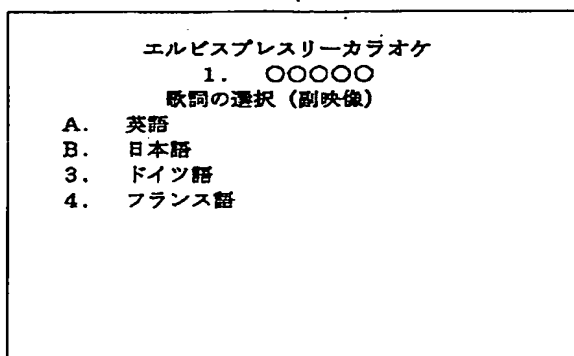 エルビスプレスリーカラオケ
1. ○○○○○
歌詞の選択（副映像）
A. 英語
B. 日本語
3. ドイツ語
4. フランス語